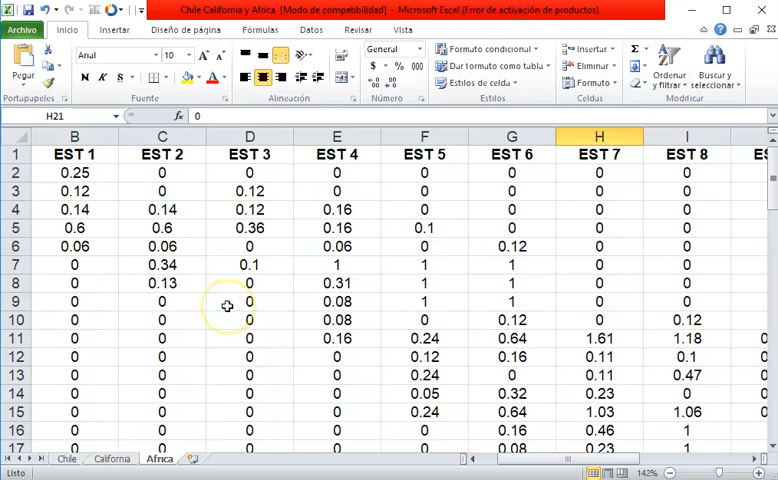 Chile California y Africa [Modo de compatibilidad] - Microsoft Excel (Error de activación de productos)
Archivo Inicio Insertar Diseño de página Fórmulas Datos Revisar Vista
Arial 10 General Formato condicional Insertar Σ
Pegar N K S A $ % 000 Dar formato como tabla Eliminar Ordenar y filtrar Buscar y seleccionar
Estilos de celda Formato
Portapapeles Fuente Alineación Número Estilos Celdas Modificar
H21 fx 0
B C D E F G H I
1 EST 1 EST 2 EST 3 EST 4 EST 5 EST 6 EST 7 EST 8
2 0.25 0 0 0 0 0 0 0
3 0.12 0 0.12 0 0 0 0 0
4 0.14 0.14 0.12 0.16 0 0 0 0
5 0.6 0.6 0.36 0.16 0.1 0 0 0
6 0.06 0.06 0 0.06 0 0.12 0 0
7 0 0.34 0.1 1 1 1 0 0
8 0 0.13 0 0.31 1 1 0 0
9 0 0 0 0.08 1 1 0 0
10 0 0 0 0.08 0 0.12 0 0.12
11 0 0 0 0.16 0.24 0.64 1.61 1.18
12 0 0 0 0 0.12 0.16 0.11 0.1
13 0 0 0 0 0.24 0 0.11 0.47
14 0 0 0 0 0.05 0.32 0.23 0
15 0 0 0 0 0.24 0.64 1.03 1.06
16 0 0 0 0 0 0.16 0.46 1
17 0 0 0 0 0 0.08 0.23 1
Chile California Africa
Listo 142%